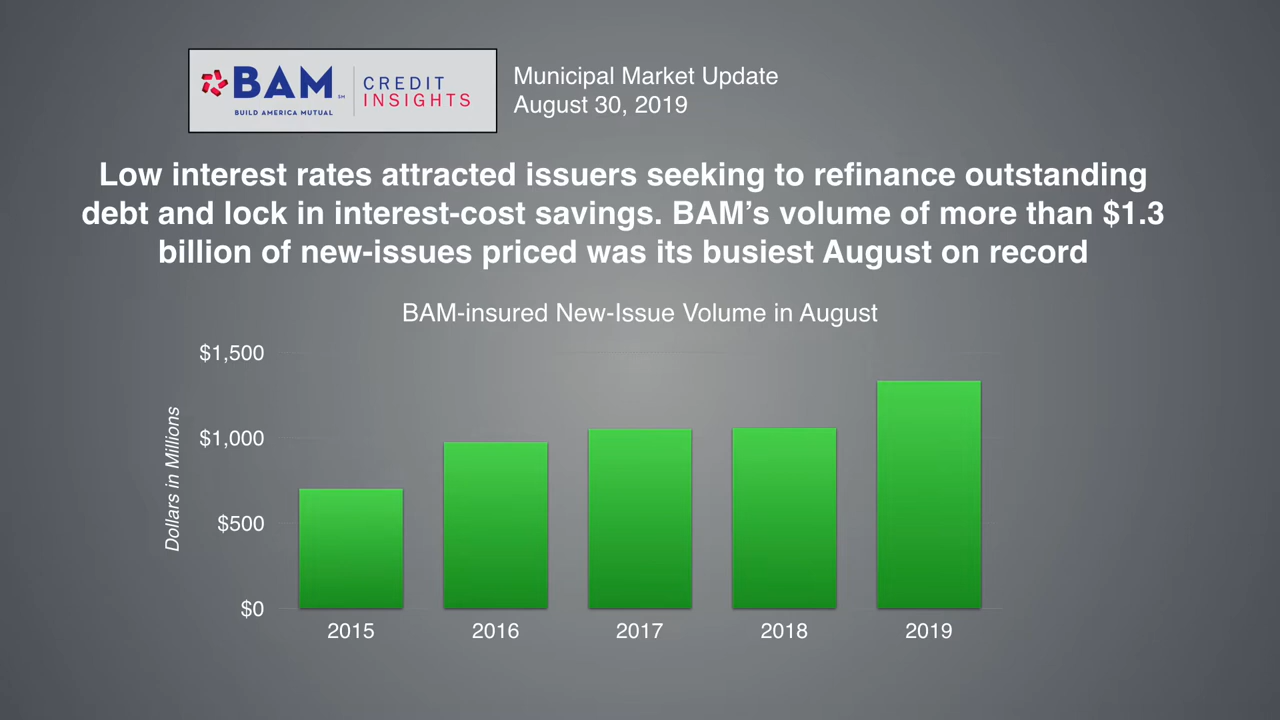 BAM SM
BUILD AMERICA MUTUAL
CREDIT
INSIGHTS
Municipal Market Update
August 30, 2019
Low interest rates attracted issuers seeking to refinance outstanding
debt and lock in interest-cost savings. BAM’s volume of more than $1.3
billion of new-issues priced was its busiest August on record
BAM-insured New-Issue Volume in August
Dollars in Millions
$1,500
$1,000
$500
$0
2015 2016 2017 2018 2019